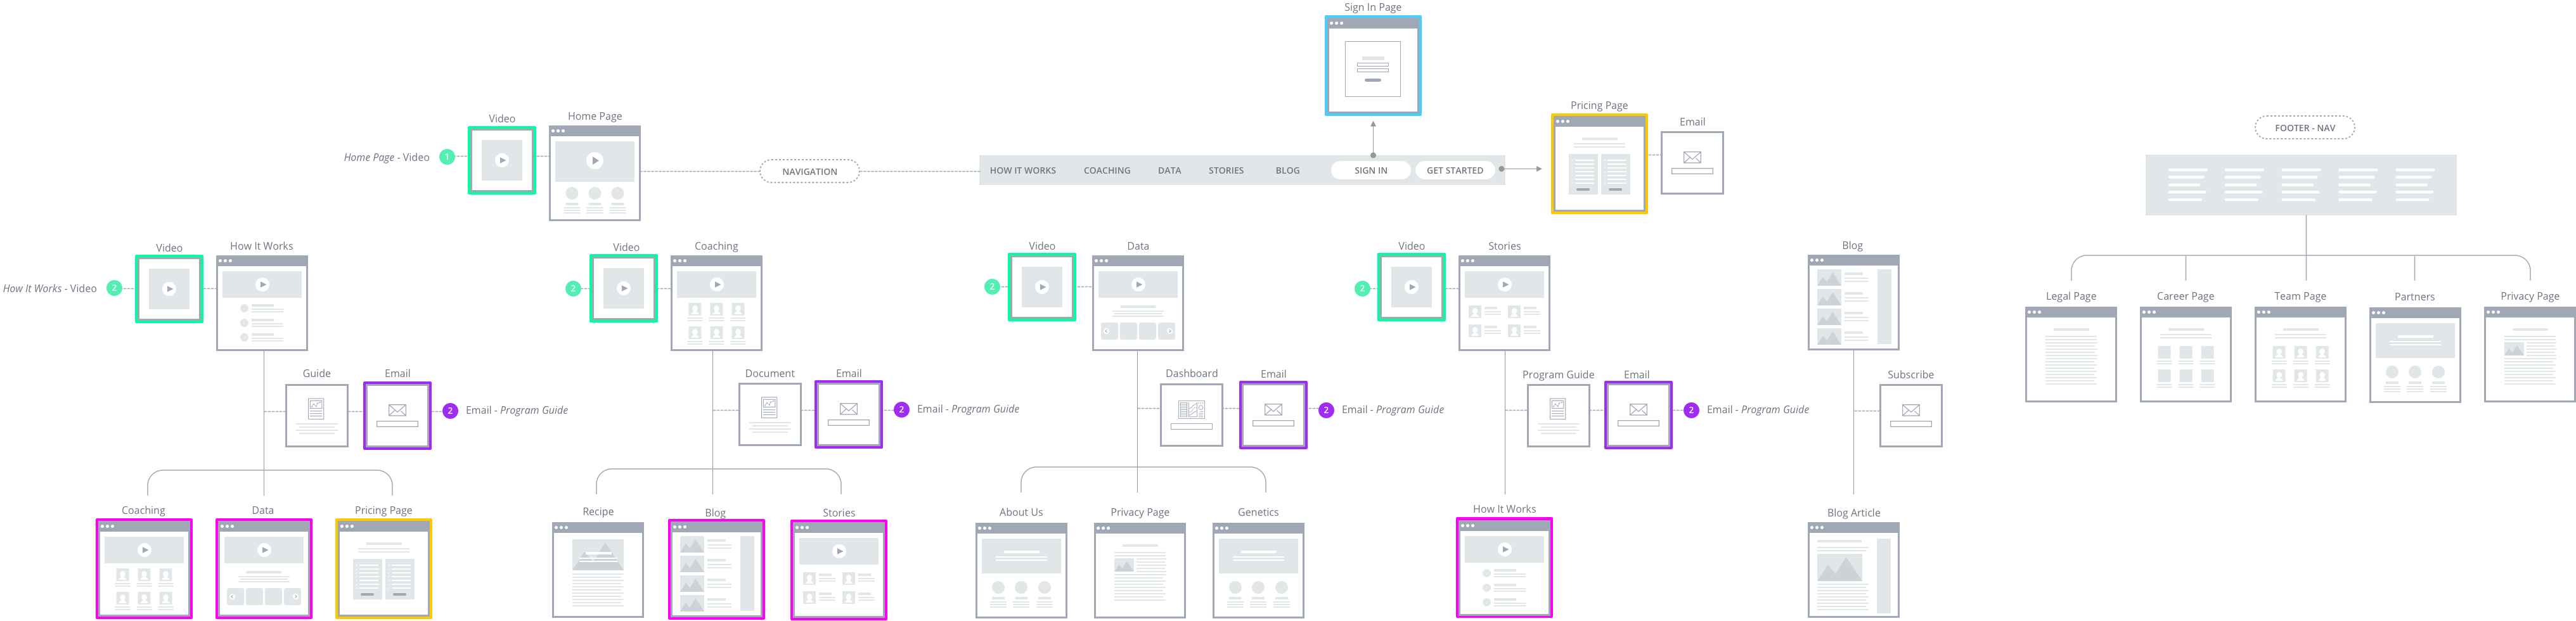 Sign In Page
Pricing Page
Email
Video
Home Page
Home Page - Video
1
NAVIGATION
HOW IT WORKS
COACHING
DATA
STORIES
BLOG
SIGN IN
GET STARTED
FOOTER - NAV
Video
How It Works
Video
Coaching
Video
Data
Video
Stories
Blog
How It Works - Video
2
2
2
2
Legal Page
Career Page
Team Page
Partners
Privacy Page
Guide
Email
2
Email - Program Guide
Document
Email
2
Email - Program Guide
Dashboard
Email
2
Email - Program Guide
Program Guide
Email
2
Email - Program Guide
Subscribe
Coaching
Data
Pricing Page
Recipe
Blog
Stories
About Us
Privacy Page
Genetics
How It Works
Blog Article